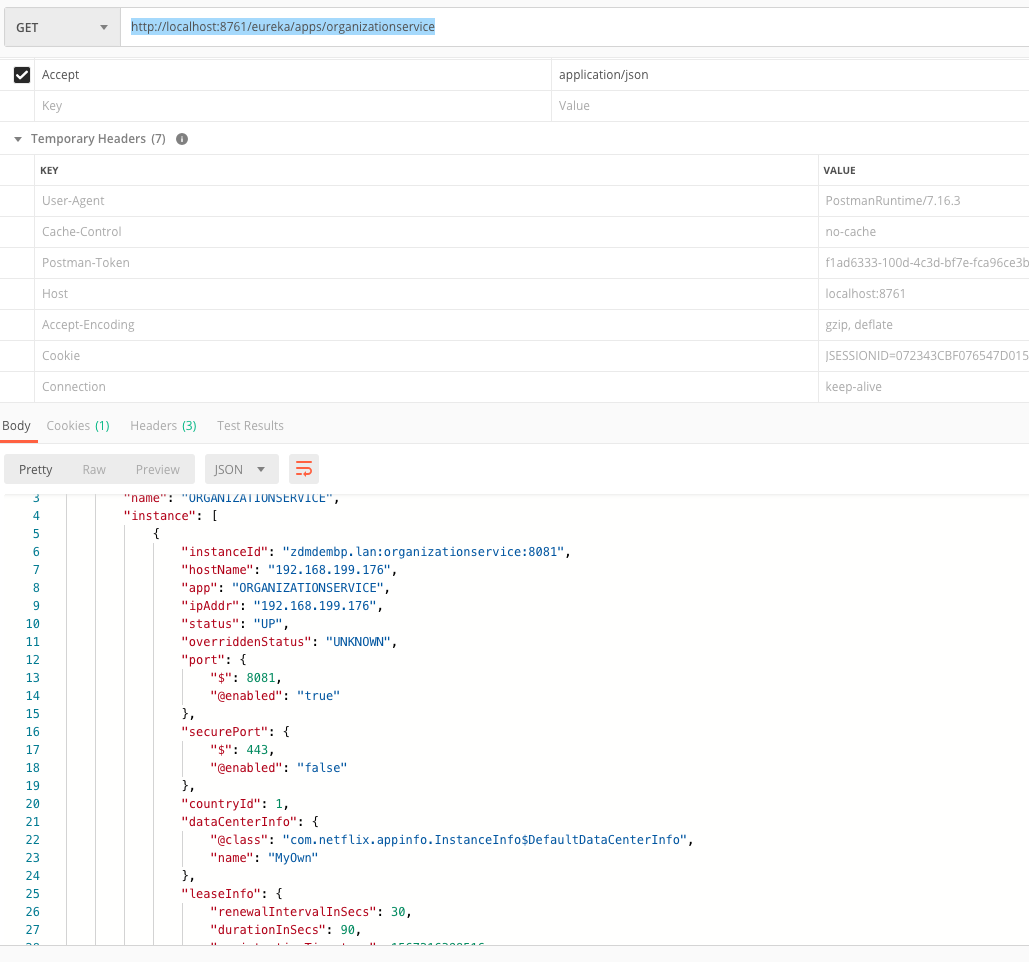 GET http://localhost:8761/eureka/apps/organizationservice
Accept application/json
Key Value
Temporary Headers (7)
KEY VALUE
User-Agent PostmanRuntime/7.16.3
Cache-Control no-cache
Postman-Token f1ad6333-100d-4c3d-bf7e-fca96ce3b
Host localhost:8761
Accept-Encoding gzip, deflate
Cookie JSESSIONID=072343CBF076547D015
Connection keep-alive
Body Cookies (1) Headers (3) Test Results
Pretty Raw Preview JSON
3 "name": "ORGANIZATIONSERVICE",
4 "instance": [
5 {
6 "instanceId": "zdmdembp.lan:organizationservice:8081",
7 "hostName": "192.168.199.176",
8 "app": "ORGANIZATIONSERVICE",
9 "ipAddr": "192.168.199.176",
10 "status": "UP",
11 "overriddenStatus": "UNKNOWN",
12 "port": {
13 "$": 8081,
14 "@enabled": "true"
15 },
16 "securePort": {
17 "$": 443,
18 "@enabled": "false"
19 },
20 "countryId": 1,
21 "dataCenterInfo": {
22 "@class": "com.netflix.appinfo.InstanceInfo$DefaultDataCenterInfo",
23 "name": "MyOwn"
24 },
25 "leaseInfo": {
26 "renewalIntervalInSecs": 30,
27 "durationInSecs": 90,